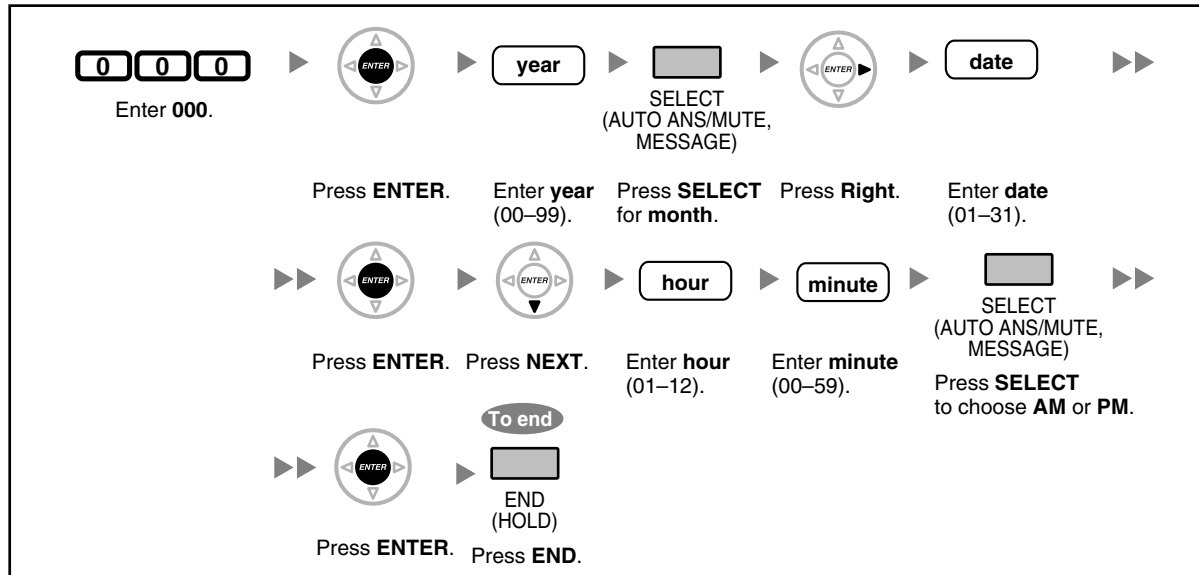 0 0 0
ENTER
year
ENTER
date
SELECT
(AUTO ANS/MUTE,
MESSAGE)
Enter 000.
Press ENTER.
Enter year
(00–99).
Press SELECT
for month.
Press Right.
Enter date
(01–31).
ENTER
ENTER
hour
minute
SELECT
(AUTO ANS/MUTE,
MESSAGE)
Press ENTER.
Press NEXT.
Enter hour
(01–12).
Enter minute
(00–59).
Press SELECT
to choose AM or PM.
To end
ENTER
END
(HOLD)
Press ENTER.
Press END.